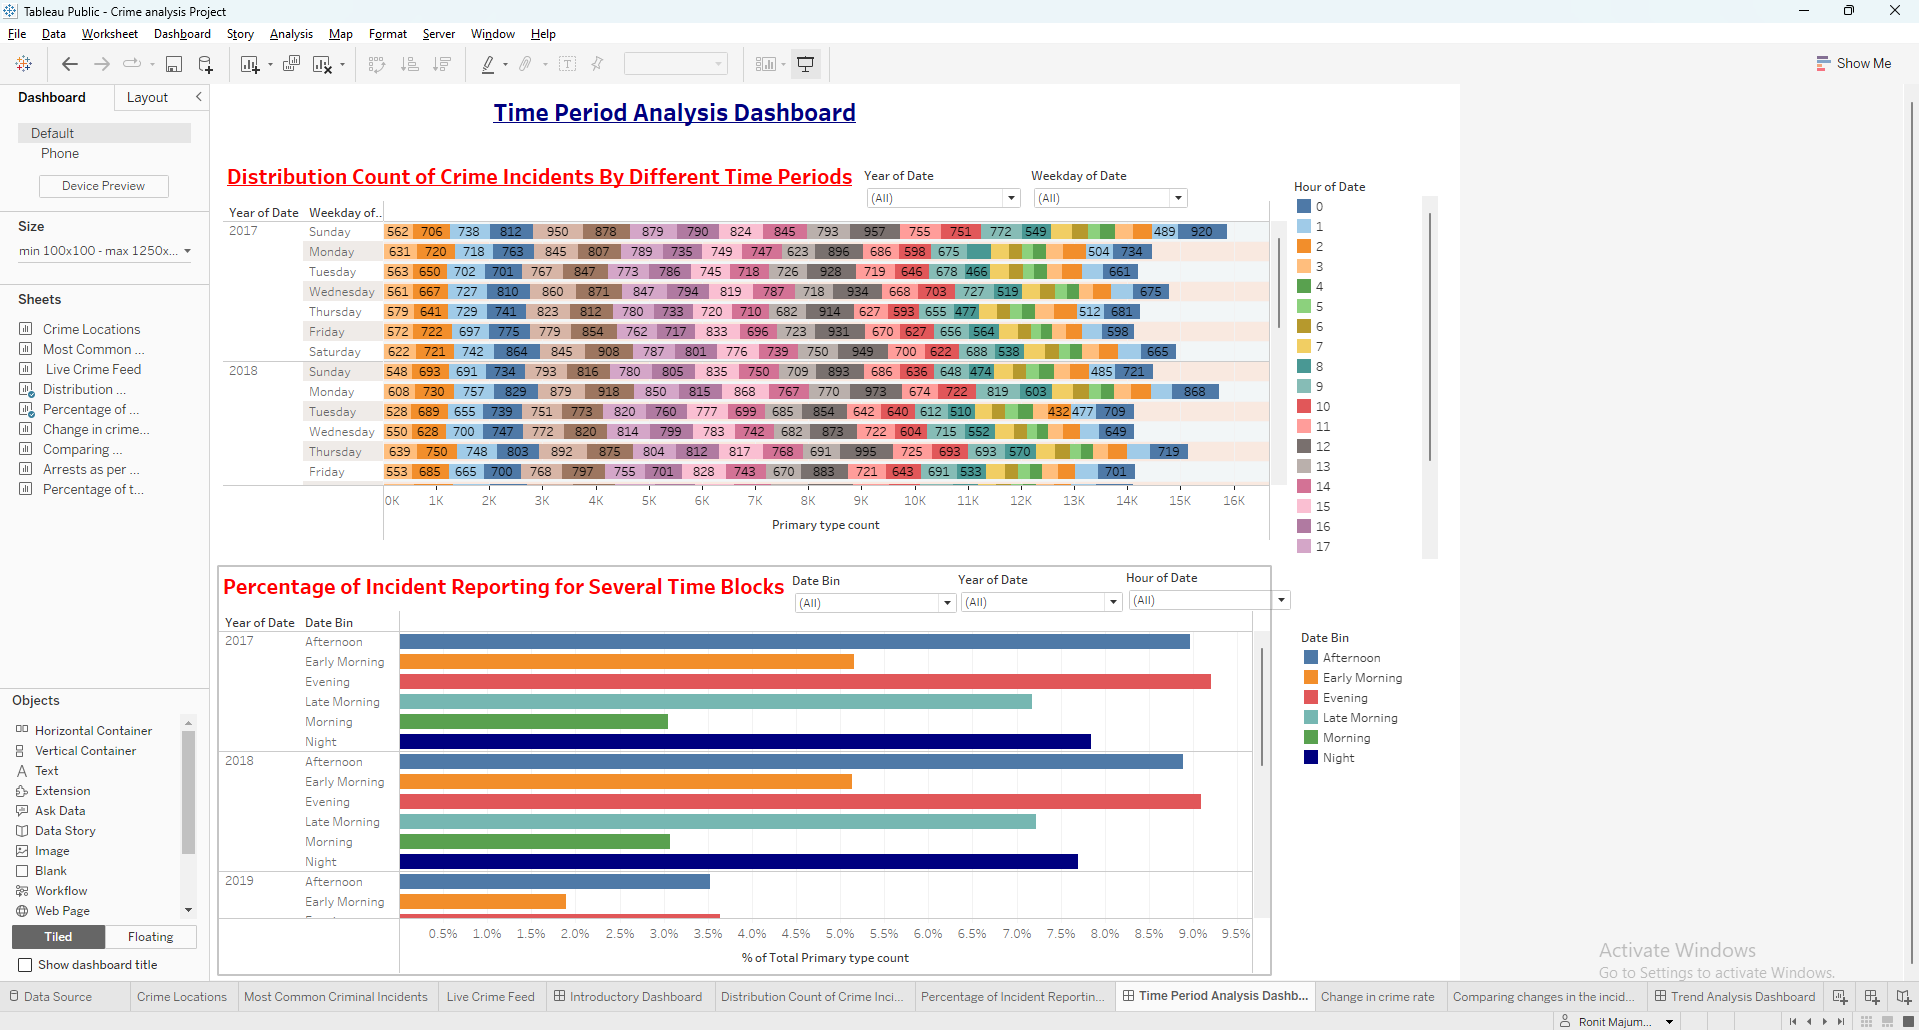 Tableau Public - Crime analysis Project
File Data Worksheet Dashboard Story Analysis Map Format Server Window Help
Show Me
Dashboard Layout
Default
Phone
Device Preview
Size
min 100x100 - max 1250x...
Sheets
Crime Locations
Most Common ...
Live Crime Feed
Distribution ...
Percentage of ...
Change in crime...
Comparing ...
Arrests as per ...
Percentage of t...
Objects
Horizontal Container
Vertical Container
Text
Extension
Ask Data
Data Story
Image
Blank
Workflow
Web Page
Tiled Floating
Show dashboard title
Time Period Analysis Dashboard
Distribution Count of Crime Incidents By Different Time Periods
Year of Date
(All)
Weekday of Date
(All)
Year of Date Weekday of..
2017 Sunday 562 706 738 812 950 878 879 790 824 845 793 957 755 751 772 549 489 920
Monday 631 720 718 763 845 807 789 735 749 747 623 896 686 598 675 504 734
Tuesday 563 650 702 701 767 847 773 786 745 718 726 928 719 646 678 466 661
Wednesday 561 667 727 810 860 871 847 794 819 787 718 934 668 703 727 519 675
Thursday 579 641 729 741 823 812 780 733 720 710 682 914 627 593 655 477 512 681
Friday 572 722 697 775 779 854 762 717 833 696 723 931 670 627 656 564 598
Saturday 622 721 742 864 845 908 787 801 776 739 750 949 700 622 688 538 665
2018 Sunday 548 693 691 734 793 816 780 805 835 750 709 893 686 636 648 474 485 721
Monday 608 730 757 829 879 918 850 815 868 767 770 973 674 722 819 603 868
Tuesday 528 689 655 739 751 773 820 760 777 699 685 854 642 640 612 510 432 477 709
Wednesday 550 628 700 747 772 820 814 799 783 742 682 873 722 604 715 552 649
Thursday 639 750 748 803 892 875 804 812 817 768 691 995 725 693 693 570 719
Friday 553 685 665 700 768 797 755 701 828 743 670 883 721 643 691 533 701
0K 1K 2K 3K 4K 5K 6K 7K 8K 9K 10K 11K 12K 13K 14K 15K 16K
Primary type count
Hour of Date
0
1
2
3
4
5
6
7
8
9
10
11
12
13
14
15
16
17
Percentage of Incident Reporting for Several Time Blocks
Date Bin
(All)
Year of Date
(All)
Hour of Date
(All)
Year of Date Date Bin
2017 Afternoon
Early Morning
Evening
Late Morning
Morning
Night
2018 Afternoon
Early Morning
Evening
Late Morning
Morning
Night
2019 Afternoon
Early Morning
0.5% 1.0% 1.5% 2.0% 2.5% 3.0% 3.5% 4.0% 4.5% 5.0% 5.5% 6.0% 6.5% 7.0% 7.5% 8.0% 8.5% 9.0% 9.5%
% of Total Primary type count
Date Bin
Afternoon
Early Morning
Evening
Late Morning
Morning
Night
Activate Windows
Go to Settings to activate Windows.
Data Source Crime Locations Most Common Criminal Incidents Live Crime Feed Introductory Dashboard Distribution Count of Crime Inci... Percentage of Incident Reportin... Time Period Analysis Dashb... Change in crime rate Comparing changes in the incid... Trend Analysis Dashboard
Ronit Majum...